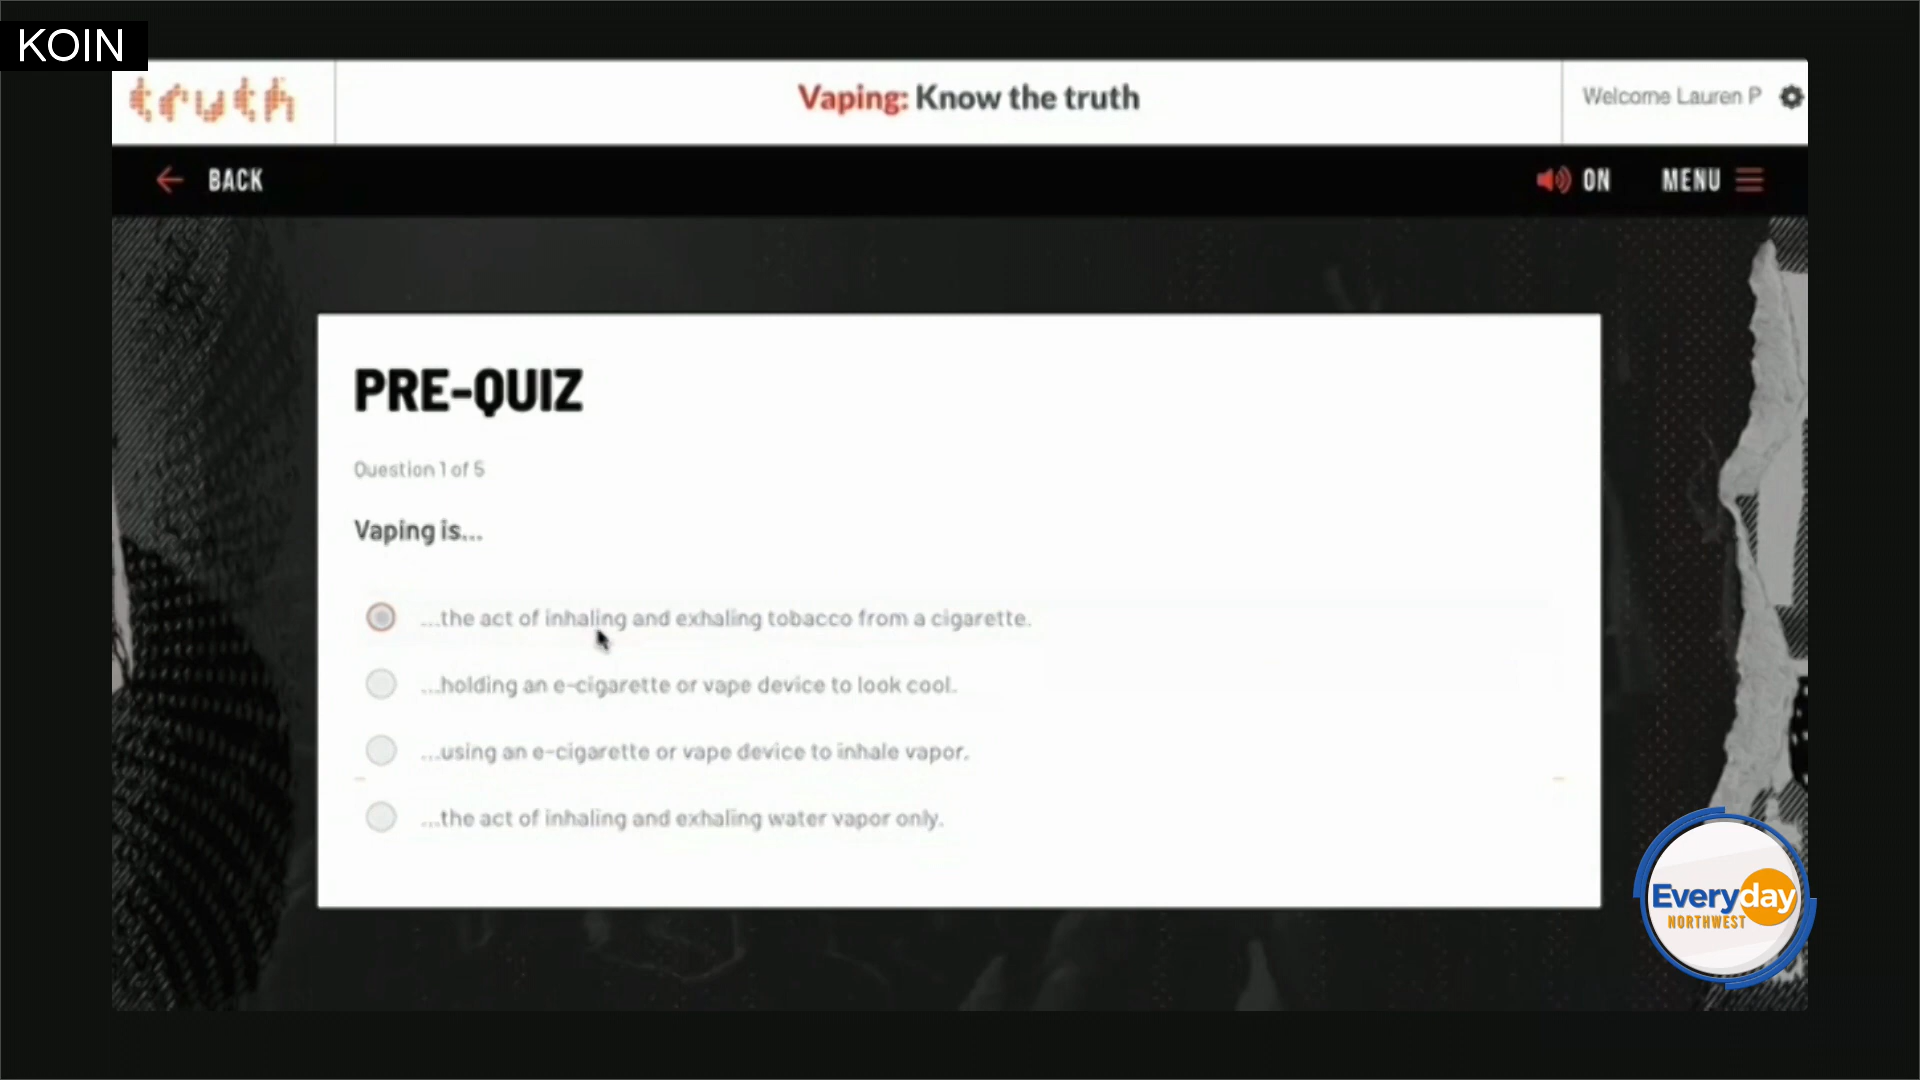 KOIN
truth
Vaping: Know the truth
Welcome Lauren P
BACK
ON
MENU
PRE-QUIZ
Question 1 of 5
Vaping is...
...the act of inhaling and exhaling tobacco from a cigarette.
...holding an e-cigarette or vape device to look cool.
...using an e-cigarette or vape device to inhale vapor.
...the act of inhaling and exhaling water vapor only.
Everyday
NORTHWEST